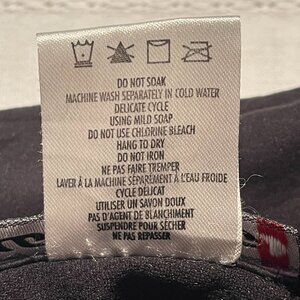 DO NOT SOAK
MACHINE WASH SEPARATELY IN COLD WATER
DELICATE CYCLE
USING MILD SOAP
DO NOT USE CHLORINE BLEACH
HANG TO DRY
DO NOT IRON
NE PAS FAIRE TREMPER
LAVER À LA MACHINE SÉPARÉMENT À L'EAU FROIDE
CYCLE DÉLICAT
UTILISER UN SAVON DOUX
PAS D'AGENT DE BLANCHIMENT
SUSPENDRE POUR SÉCHER
NE PAS REPASSER